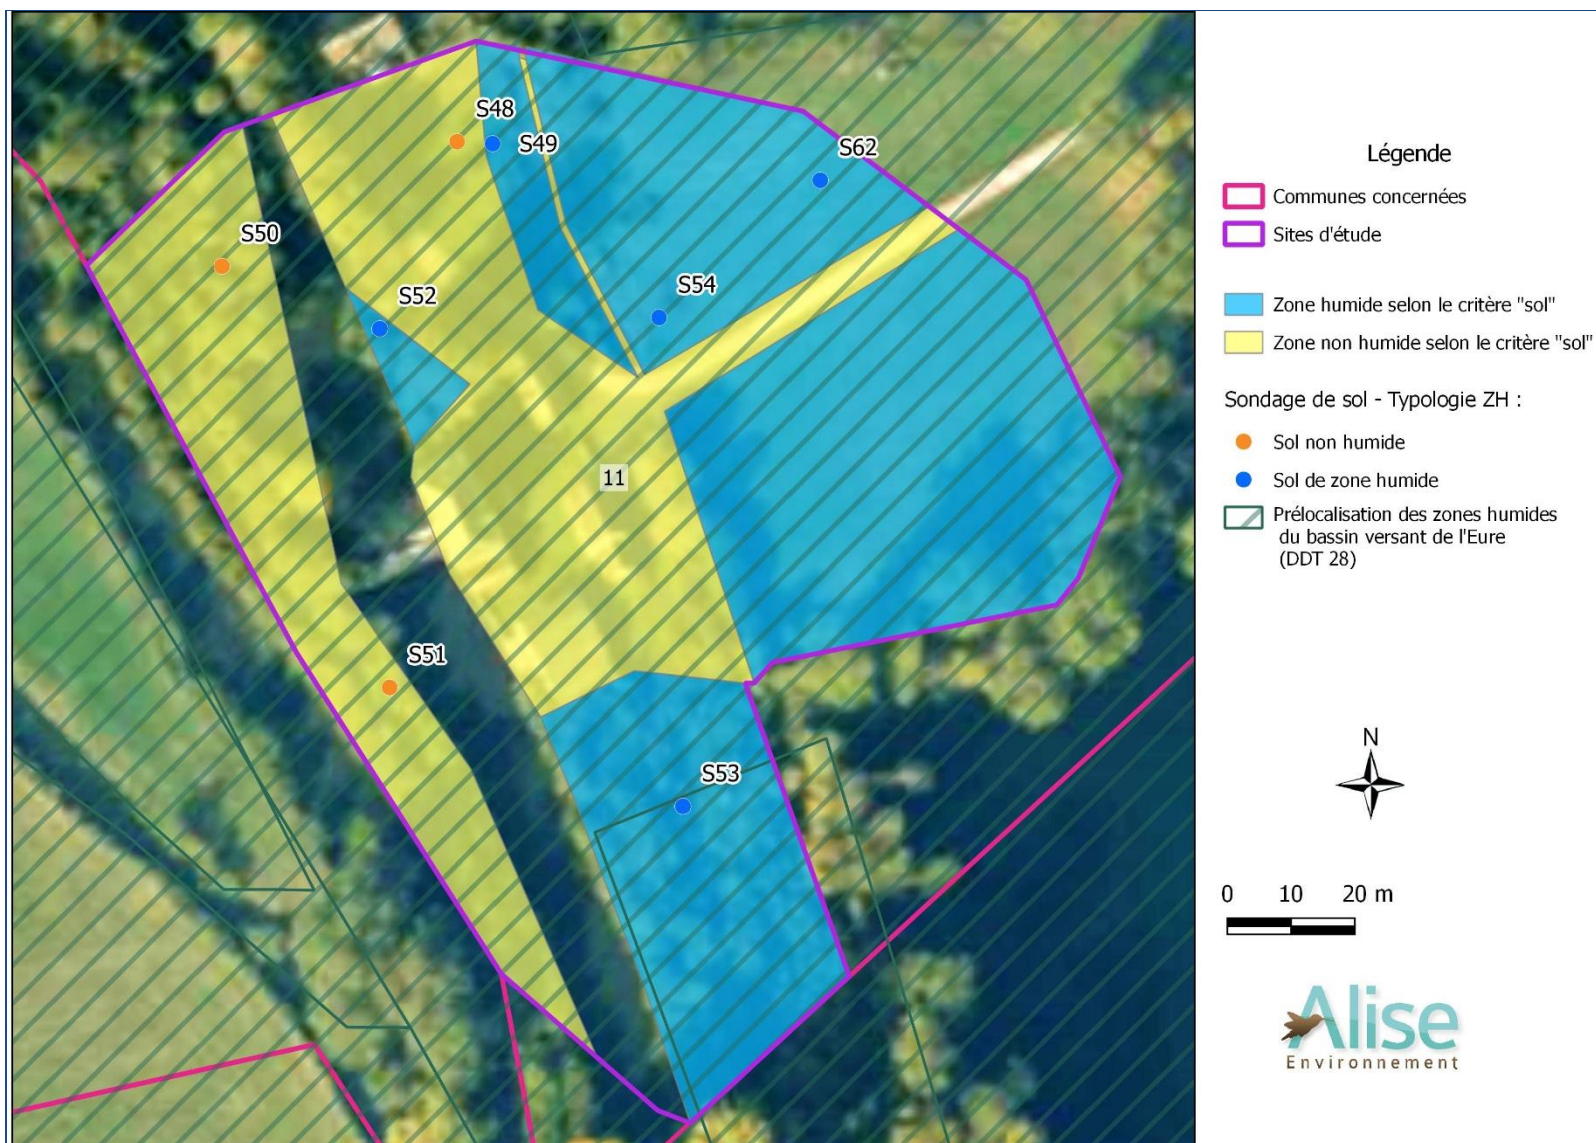 S48
S49
S62
S50
S52
S54
11
S51
S53
Légende
Communes concernées
Sites d'étude
Zone humide selon le critère "sol"
Zone non humide selon le critère "sol"
Sondage de sol - Typologie ZH :
Sol non humide
Sol de zone humide
Prélocalisation des zones humides
du bassin versant de l'Eure
(DDT 28)
N
0 10 20 m
Alise
Environnement